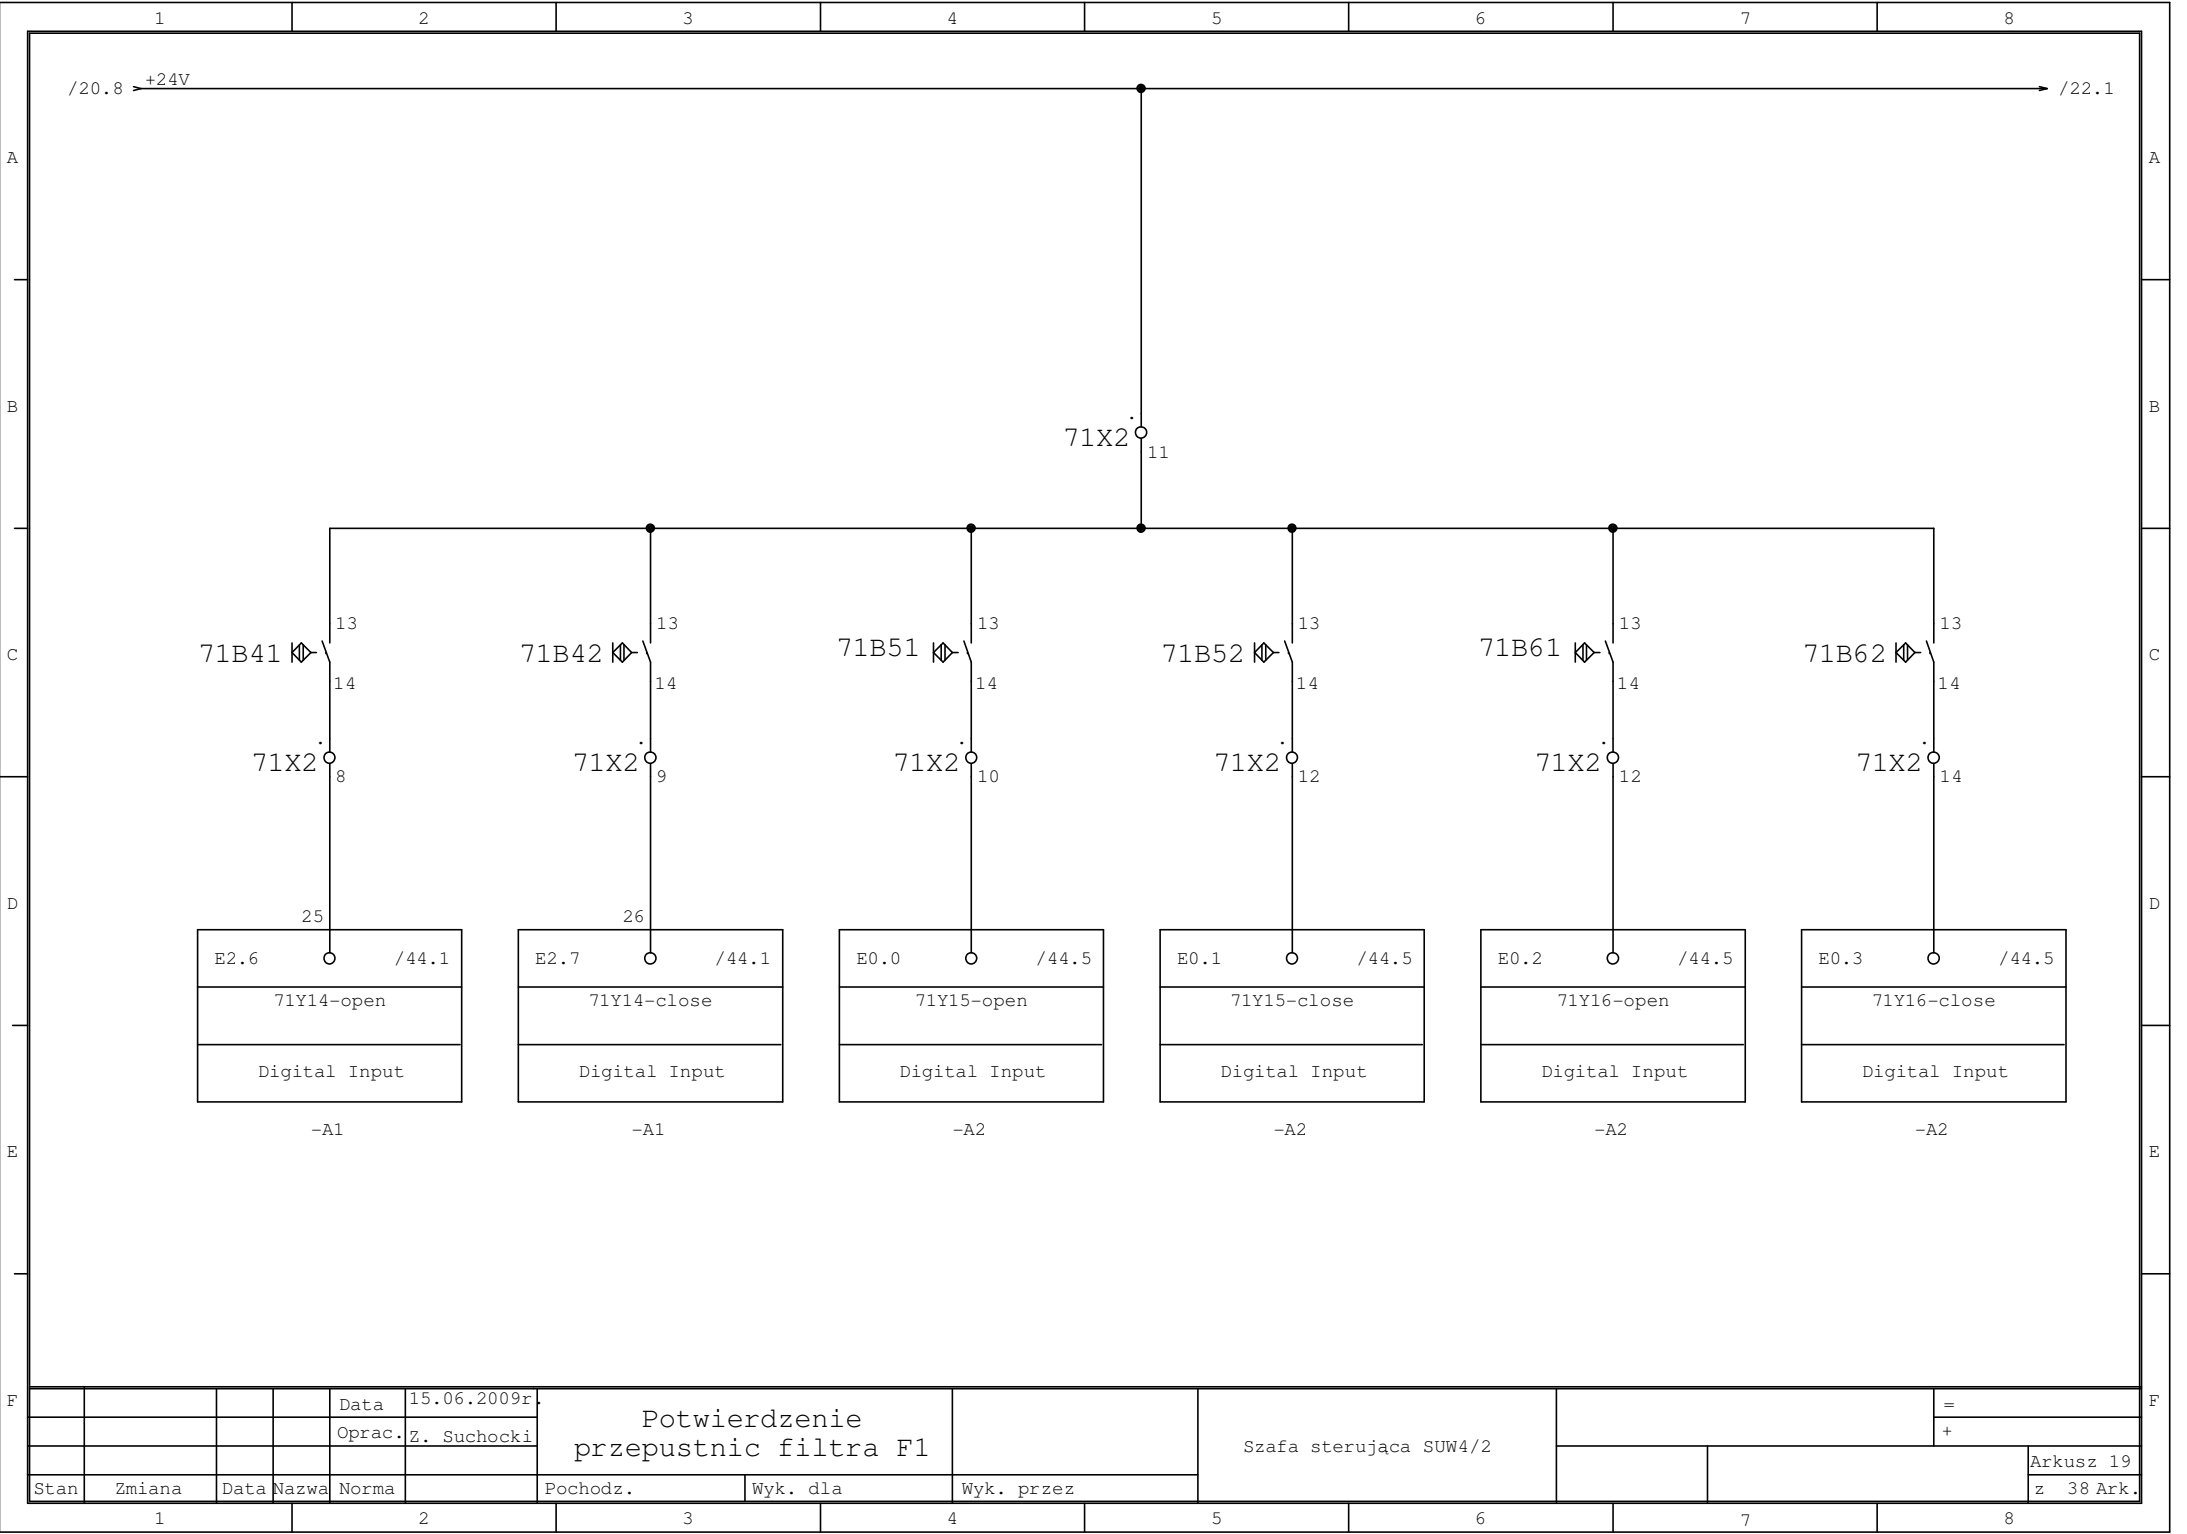 1 2 3 4 5 6 7 8
/20.8 +24V /22.1
A A
B B
71X2 11
13 13 13 13 13 13
C 71B41 71B42 71B51 71B52 71B61 71B62 C
14 14 14 14 14 14
71X2 71X2 71X2 71X2 71X2 71X2
8 9 10 12 12 14
D D
25 26
E2.6 /44.1 E2.7 /44.1 E0.0 /44.5 E0.1 /44.5 E0.2 /44.5 E0.3 /44.5
71Y14-open 71Y14-close 71Y15-open 71Y15-close 71Y16-open 71Y16-close
Digital Input Digital Input Digital Input Digital Input Digital Input Digital Input
-A1 -A1 -A2 -A2 -A2 -A2
E E
F F
Data 15.06.2009r. =
Potwierdzenie
Oprac. Z. Suchocki +
przepustnic filtra F1 Szafa sterująca SUW4/2
Arkusz 19
Stan Zmiana Data Nazwa Norma Pochodz. Wyk. dla Wyk. przez z 38 Ark.
1 2 3 4 5 6 7 8